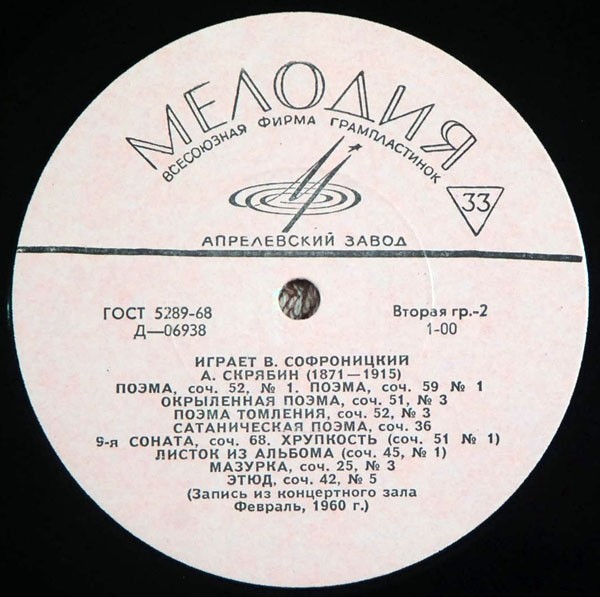 МЕЛОДИЯ
ВСЕСОЮЗНАЯ ФИРМА ГРАМПЛАСТИНОК
33
АПРЕЛЕВСКИЙ ЗАВОД
ГОСТ 5289-68
Д—06938
Вторая гр.-2
1-00
ИГРАЕТ В. СОФРОНИЦКИЙ
А. СКРЯБИН (1871—1915)
ПОЭМА, соч. 52, № 1. ПОЭМА, соч. 59 № 1
ОКРЫЛЕННАЯ ПОЭМА, соч. 51, № 3
ПОЭМА ТОМЛЕНИЯ, соч. 52, № 3
САТАНИЧЕСКАЯ ПОЭМА, соч. 36
9-я СОНАТА, соч. 68. ХРУПКОСТЬ (соч. 51 № 1)
ЛИСТОК ИЗ АЛЬБОМА (соч. 45, № 1)
МАЗУРКА, соч. 25, № 3
ЭТЮД, соч. 42, № 5
(Запись из концертного зала
Февраль, 1960 г.)